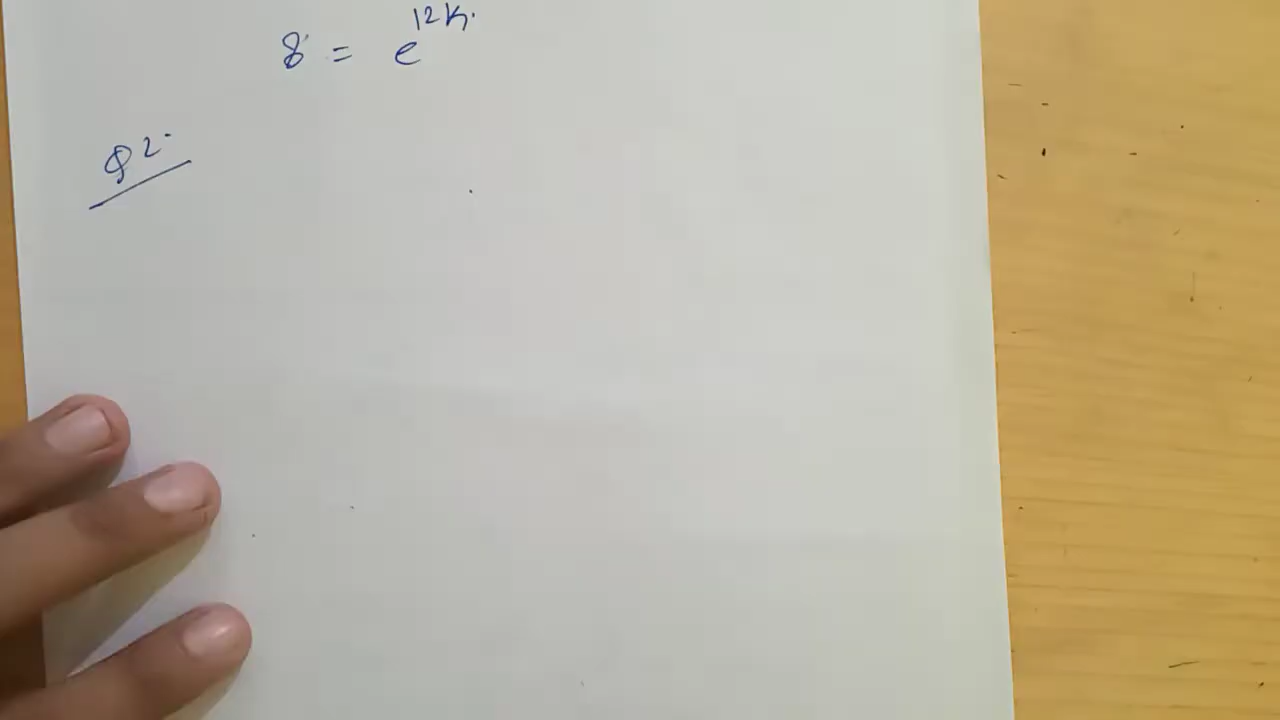 8 = e^{12k.}
Q2.